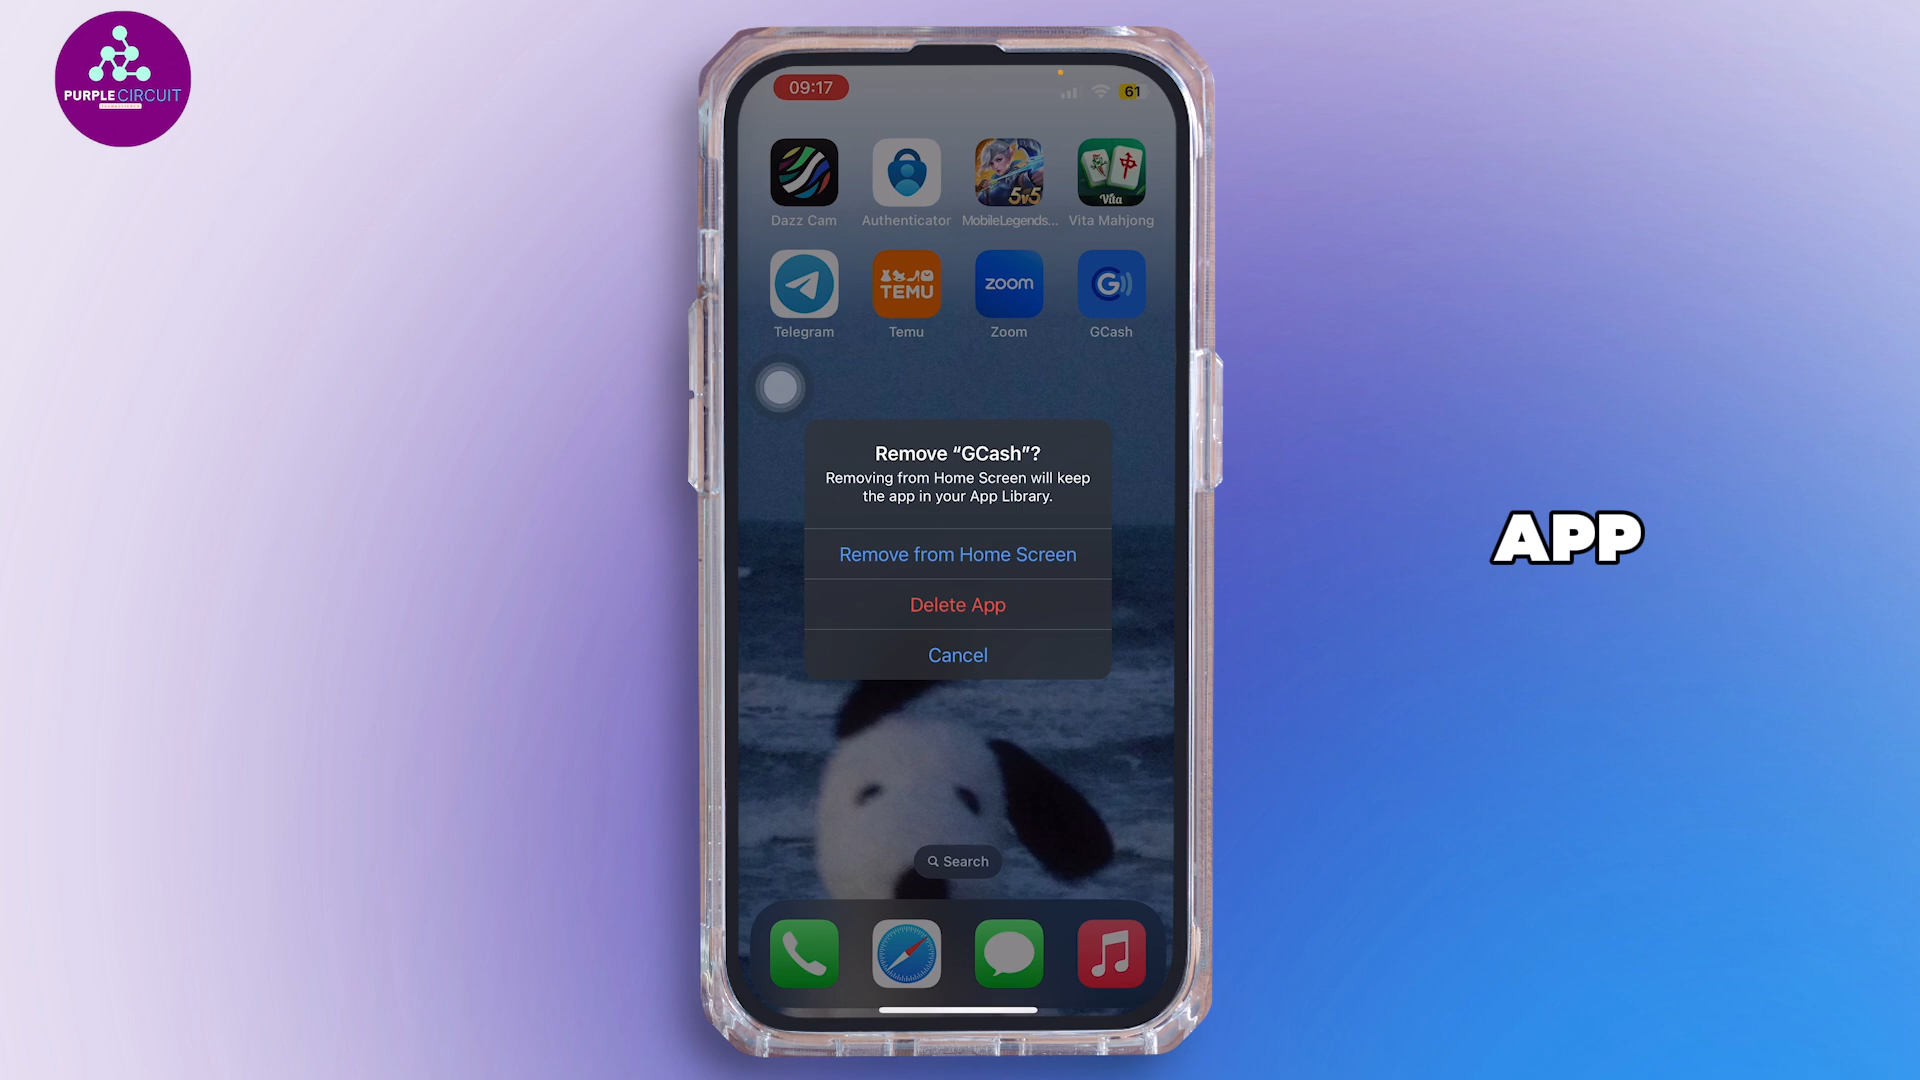 PURPLE CIRCUIT
09:17
61
5v5
Vita
Dazz Cam
Authenticator
MobileLegends...
Vita Mahjong
TEMU
zoom
G
Telegram
Temu
Zoom
GCash
Remove “GCash”?
Removing from Home Screen will keep
the app in your App Library.
Remove from Home Screen
Delete App
Cancel
APP
Search